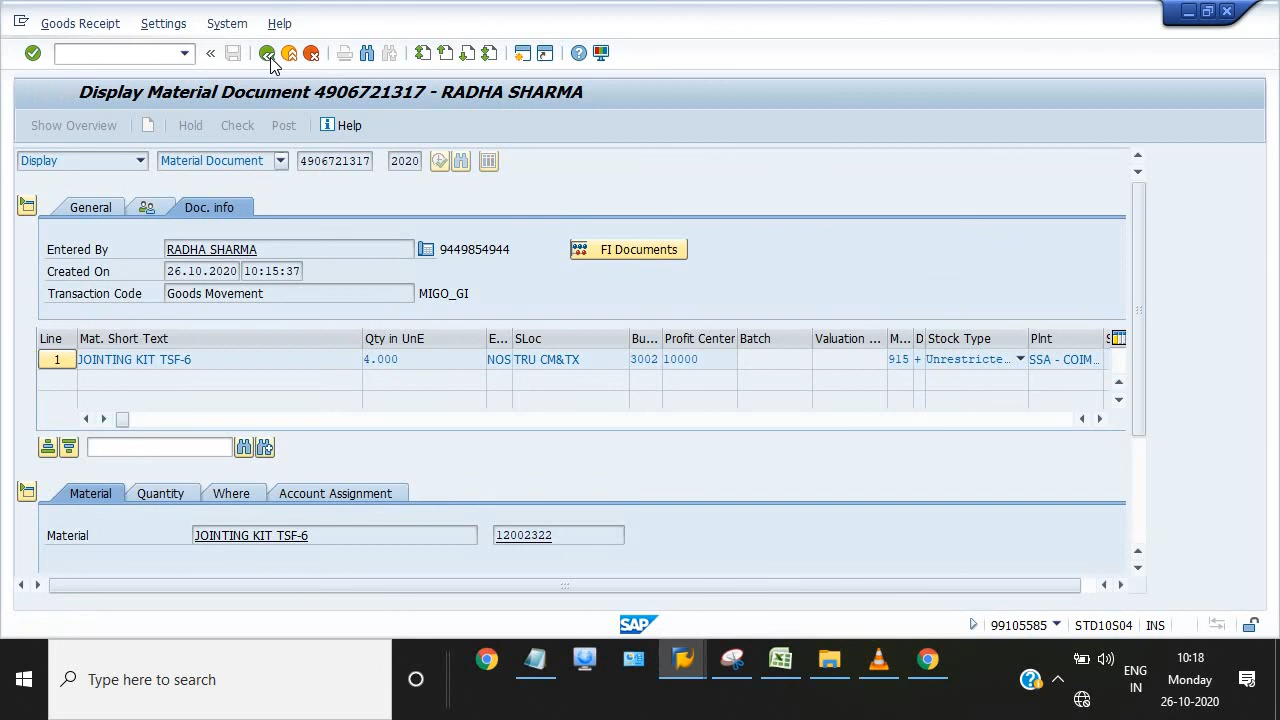 Goods Receipt Settings System Help
Display Material Document 4906721317 - RADHA SHARMA
Show Overview Hold Check Post Help
Display Material Document 4906721317 2020
General Doc. info
Entered By RADHA SHARMA 9449854944 FI Documents
Created On 26.10.2020 10:15:37
Transaction Code Goods Movement MIGO_GI
Line Mat. Short Text Qty in UnE E... SLoc Bu... Profit Center Batch Valuation ... M... D Stock Type Plnt S
1 JOINTING KIT TSF-6 4.000 NOS TRU CM&TX 3002 10000 915 + Unrestricte... SSA - COIM...
Material Quantity Where Account Assignment
Material JOINTING KIT TSF-6 12002322
SAP 99105585 STD10S04 INS
Type here to search
ENG
IN
10:18
Monday
26-10-2020